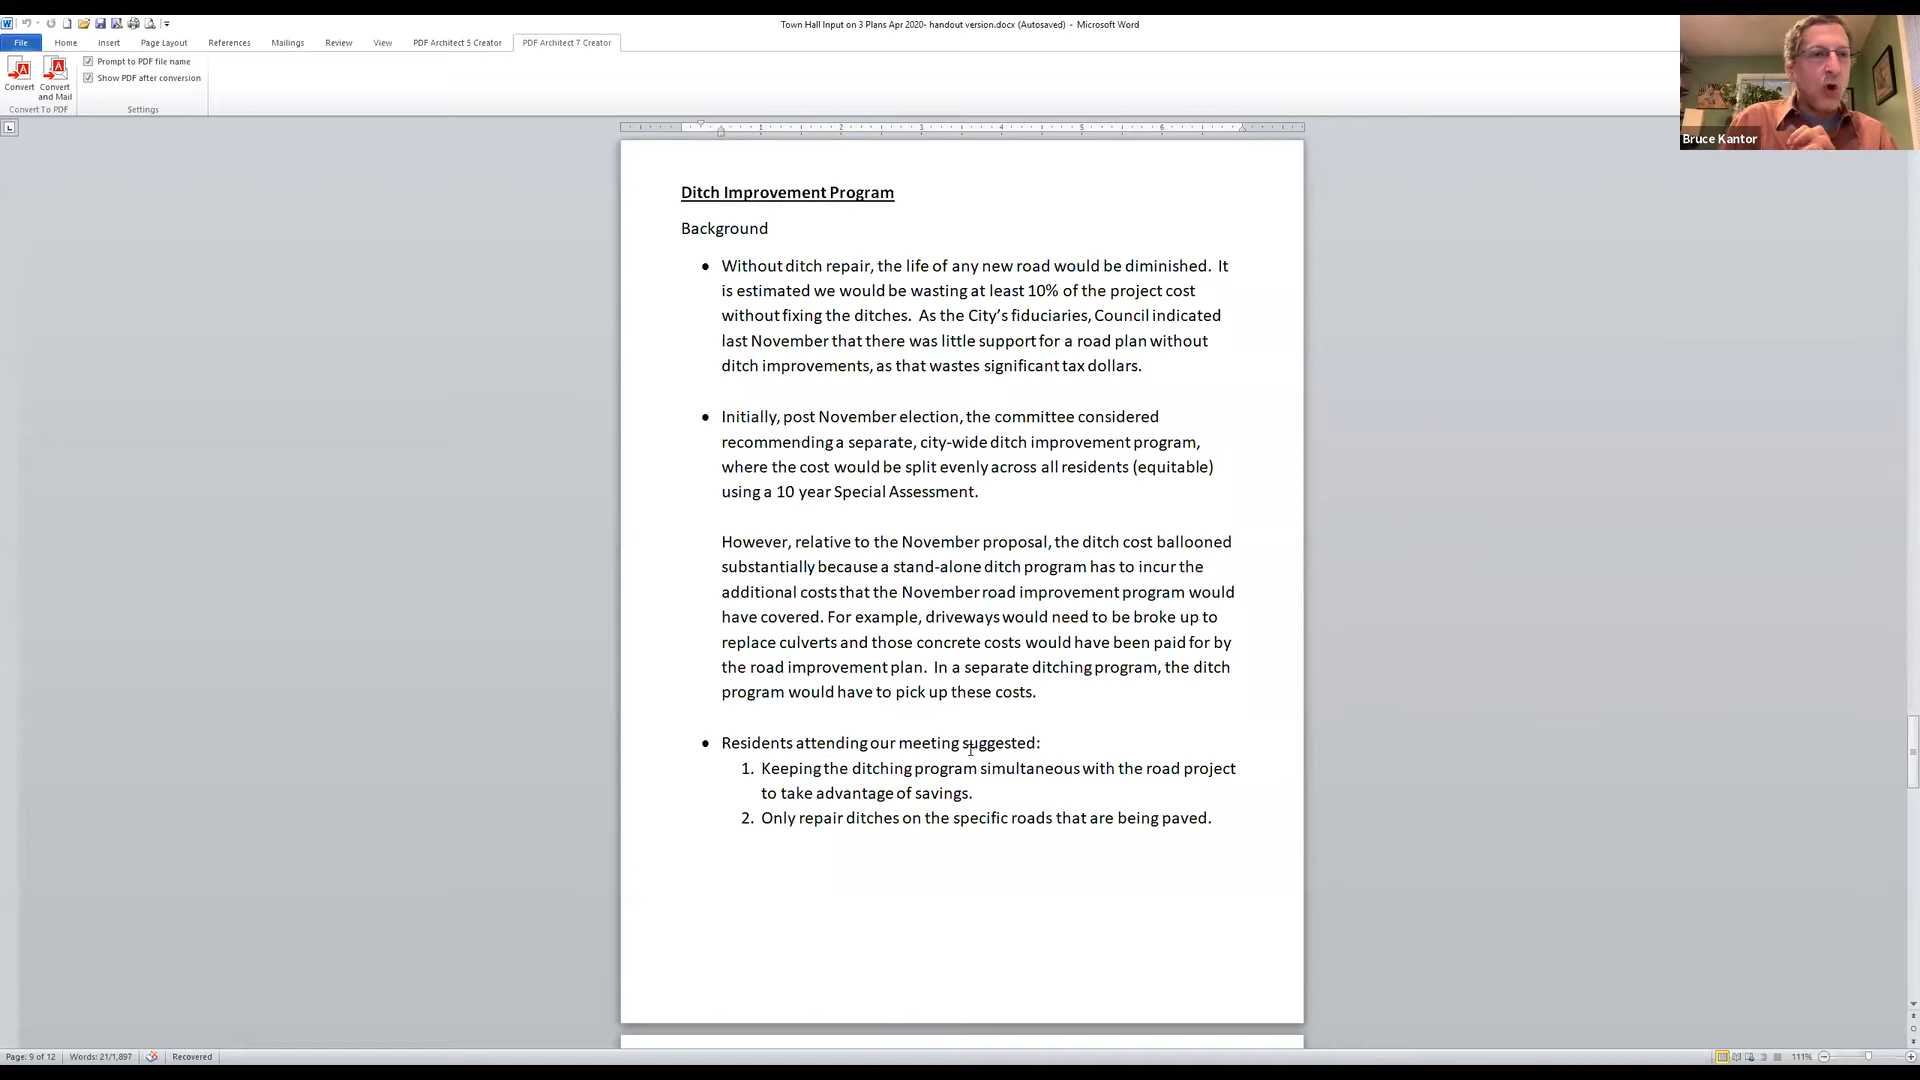 Town Hall Input on 3 Plans Apr 2020- handout version.docx (Autosaved) - Microsoft Word
File Home Insert Page Layout References Mailings Review View PDF Architect 5 Creator PDF Architect 7 Creator
Prompt to PDF file name
Show PDF after conversion
Convert Convert and Mail
Convert To PDF Settings
Bruce Kantor
1 2 3 4 5 6
Ditch Improvement Program
Background
• Without ditch repair, the life of any new road would be diminished. It
is estimated we would be wasting at least 10% of the project cost
without fixing the ditches. As the City's fiduciaries, Council indicated
last November that there was little support for a road plan without
ditch improvements, as that wastes significant tax dollars.
• Initially, post November election, the committee considered
recommending a separate, city-wide ditch improvement program,
where the cost would be split evenly across all residents (equitable)
using a 10 year Special Assessment.
However, relative to the November proposal, the ditch cost ballooned
substantially because a stand-alone ditch program has to incur the
additional costs that the November road improvement program would
have covered. For example, driveways would need to be broke up to
replace culverts and those concrete costs would have been paid for by
the road improvement plan. In a separate ditching program, the ditch
program would have to pick up these costs.
• Residents attending our meeting suggested:
1. Keeping the ditching program simultaneous with the road project
to take advantage of savings.
2. Only repair ditches on the specific roads that are being paved.
Page: 9 of 12 Words: 21/1,897 Recovered 111%